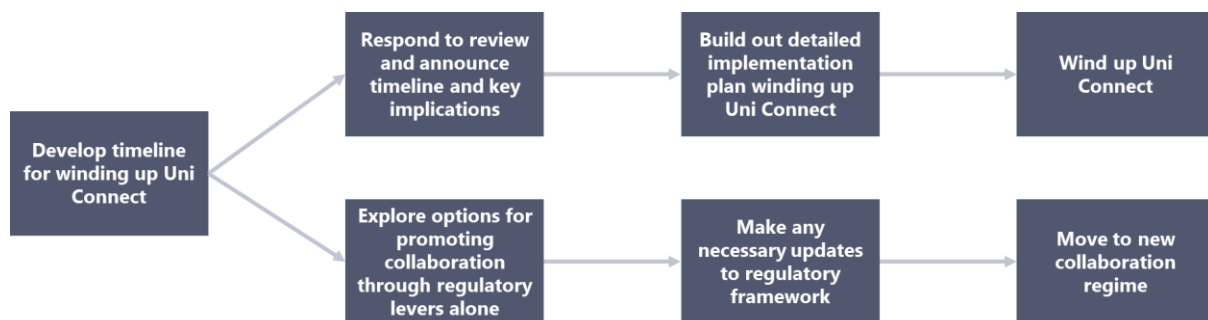 Develop timeline
for winding up Uni
Connect
Respond to review
and announce
timeline and key
implications
Build out detailed
implementation
plan winding up
Uni Connect
Wind up Uni
Connect
Explore options for
promoting
collaboration
through regulatory
levers alone
Make any
necessary updates
to regulatory
framework
Move to new
collaboration
regime